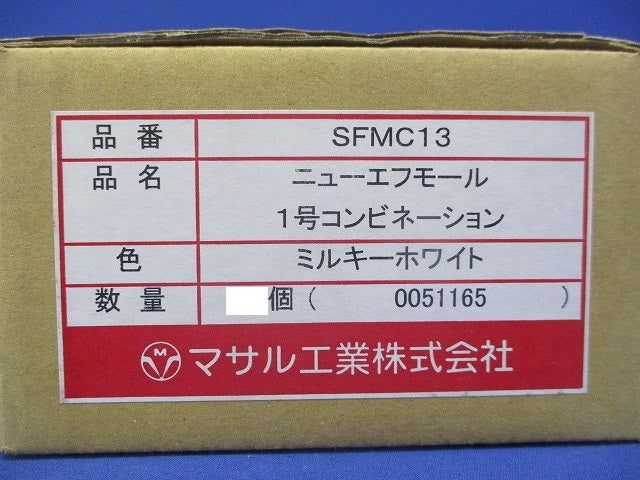 品番 SFMC13
品名 ニューエフモール
1号コンビネーション
色 ミルキーホワイト
数量 個( 0051165 )
M マサル工業株式会社